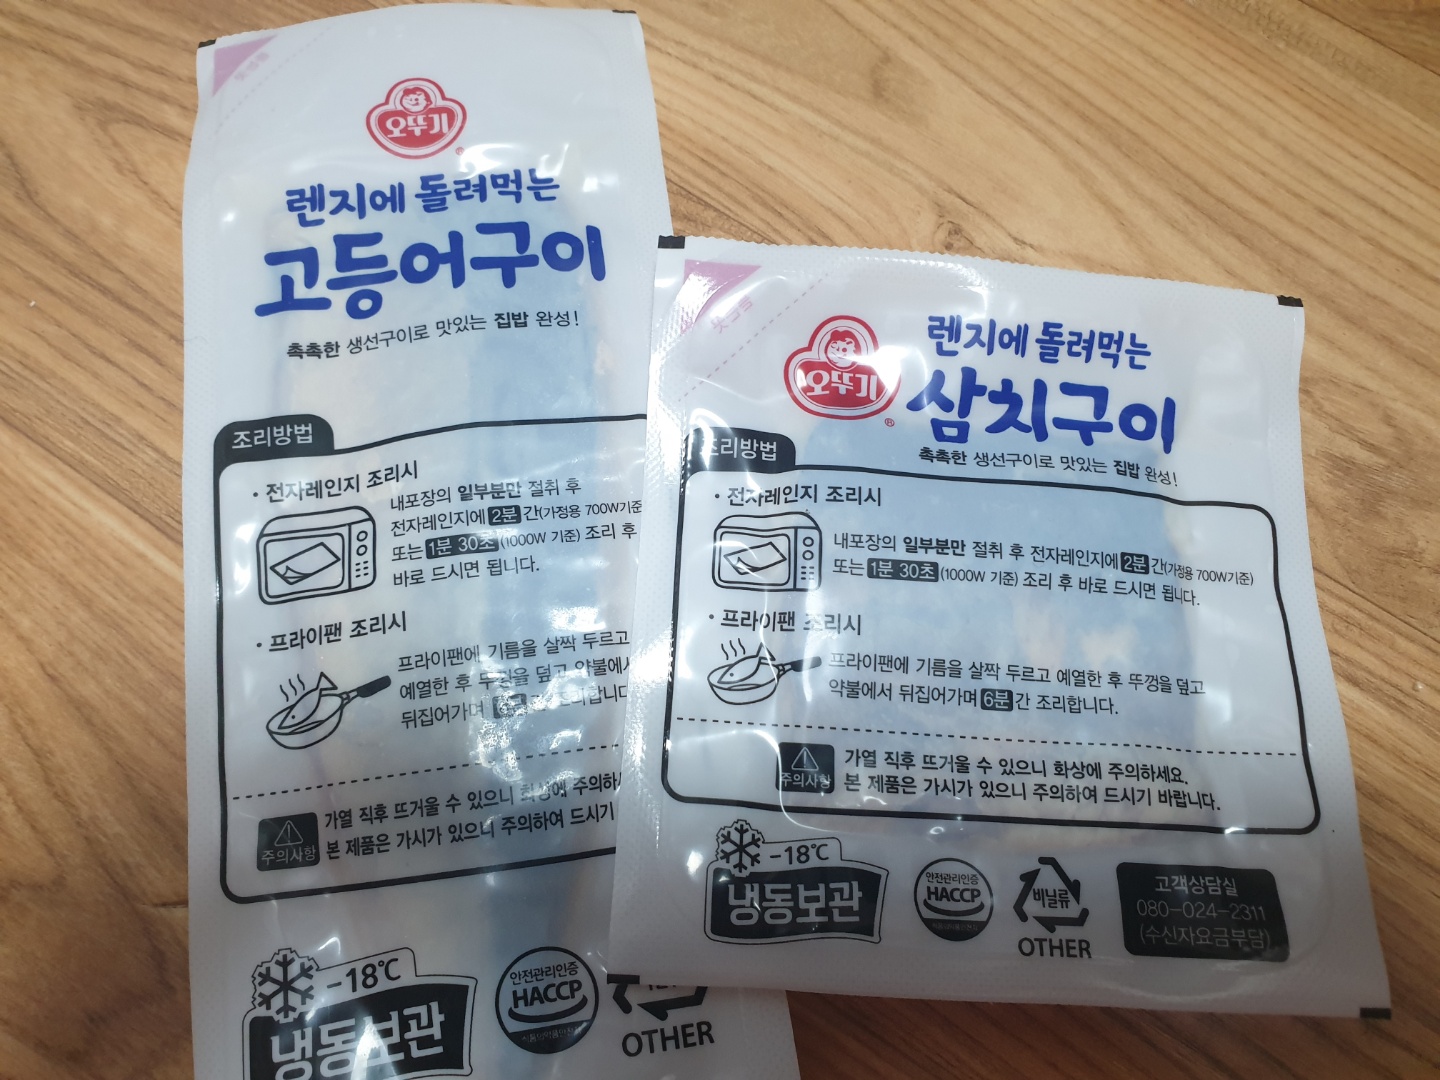 오뚜기
렌지에 돌려먹는
고등어구이
촉촉한 생선구이로 맛있는 집밥 완성!
조리방법
· 전자레인지 조리시
내포장의 일부분만 절취 후
전자레인지에 2분 간(가정용 700W기준
또는 1분 30초 (1000W 기준) 조리 후
바로 드시면 됩니다.
· 프라이팬 조리시
프라이팬에 기름을 살짝 두르고
예열한 후 뚜껑을 덮고 약불에서
뒤집어가며
주의사항
가열 직후 뜨거울 수 있으니 화상에 주의하
본 제품은 가시가 있으니 주의하여 드시기
-18℃
냉동보관
안전관리인증
HACCP
OTHER
오뚜기
렌지에 돌려먹는
삼치구이
촉촉한 생선구이로 맛있는 집밥 완성!
조리방법
· 전자레인지 조리시
내포장의 일부분만 절취 후 전자레인지에 2분 간(가정용 700W기준)
또는 1분 30초 (1000W 기준) 조리 후 바로 드시면 됩니다.
· 프라이팬 조리시
프라이팬에 기름을 살짝 두르고 예열한 후 뚜껑을 덮고
약불에서 뒤집어가며 6분 간 조리합니다.
주의사항
가열 직후 뜨거울 수 있으니 화상에 주의하세요.
본 제품은 가시가 있으니 주의하여 드시기 바랍니다.
-18℃
냉동보관
안전관리인증
HACCP
비닐류
OTHER
고객상담실
080-024-2311
(수신자요금부담)